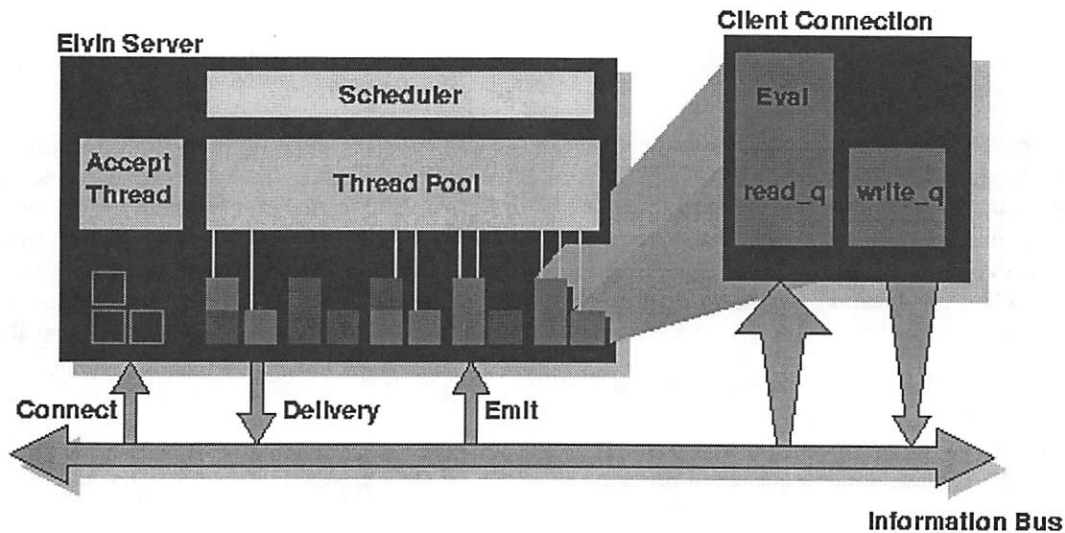 Client Connection
Elvin Server
Scheduler
Eval
Accept
Thread
Thread Pool
read_q
write_q
Connect
Delivery
Emit
Information Bus